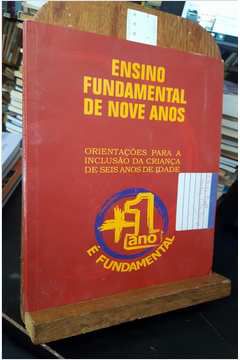 ENSINO
FUNDAMENTAL
DE NOVE ANOS
ORIENTAÇÕES PARA A
INCLUSÃO DA CRIANÇA
DE SEIS ANOS DE IDADE
+1
ano
É FUNDAMENTAL